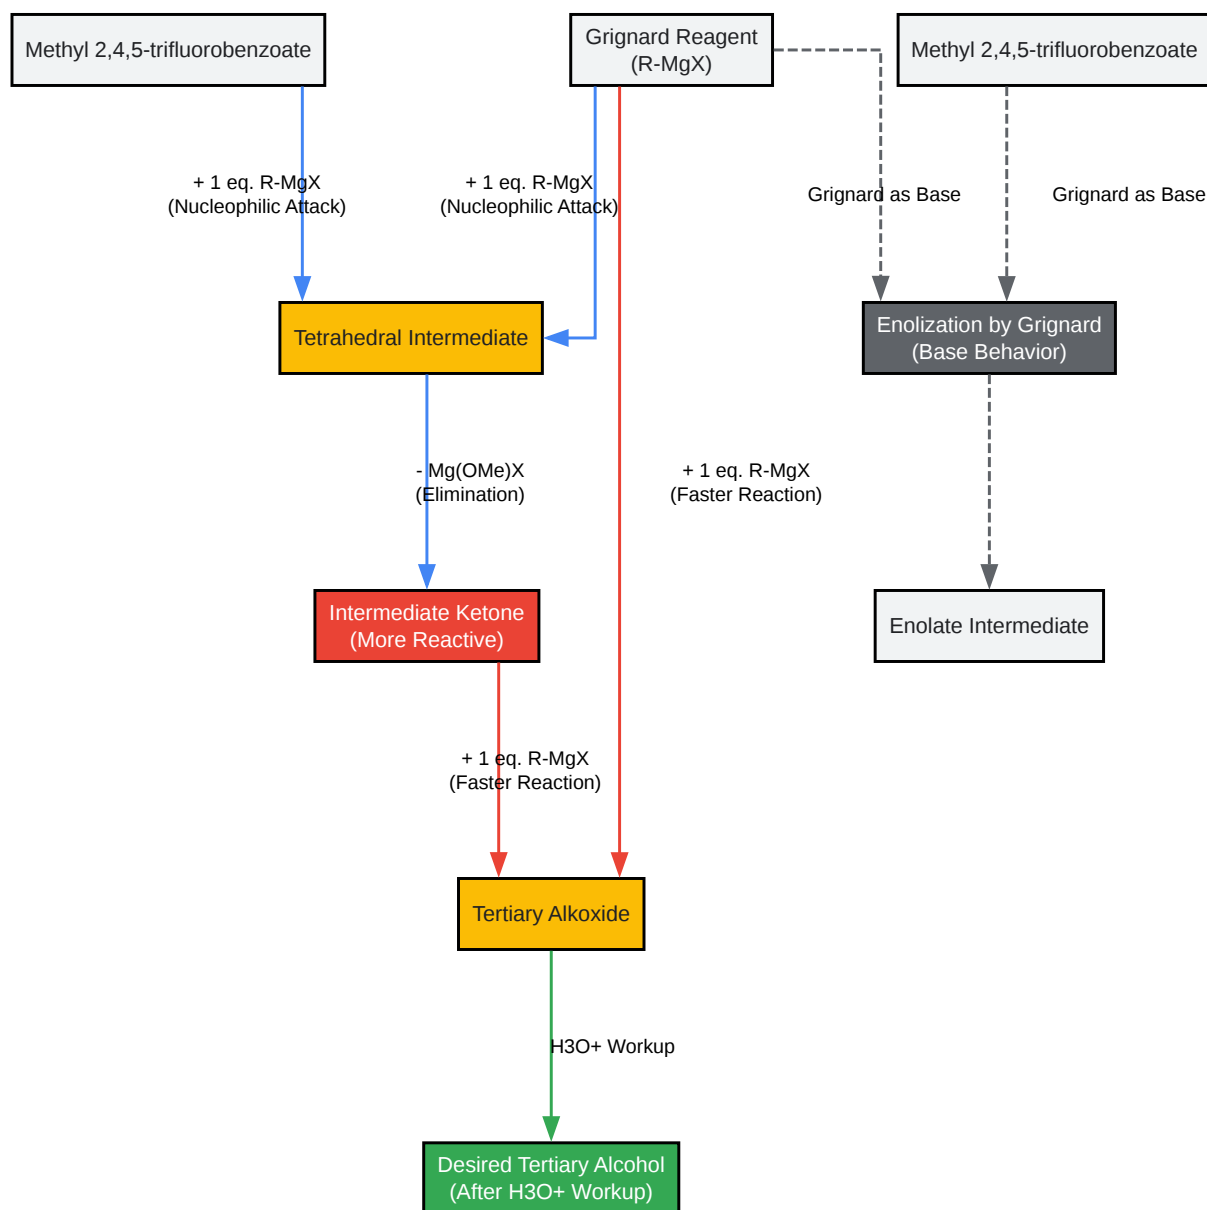 Methyl 2,4,5-trifluorobenzoate
Grignard Reagent
(R-MgX)
Methyl 2,4,5-trifluorobenzoate
+ 1 eq. R-MgX
(Nucleophilic Attack)
+ 1 eq. R-MgX
(Nucleophilic Attack)
Grignard as Base
Grignard as Base
Tetrahedral Intermediate
Enolization by Grignard
(Base Behavior)
- Mg(OMe)X
(Elimination)
+ 1 eq. R-MgX
(Faster Reaction)
Intermediate Ketone
(More Reactive)
Enolate Intermediate
+ 1 eq. R-MgX
(Faster Reaction)
Tertiary Alkoxide
H3O+ Workup
Desired Tertiary Alcohol
(After H3O+ Workup)